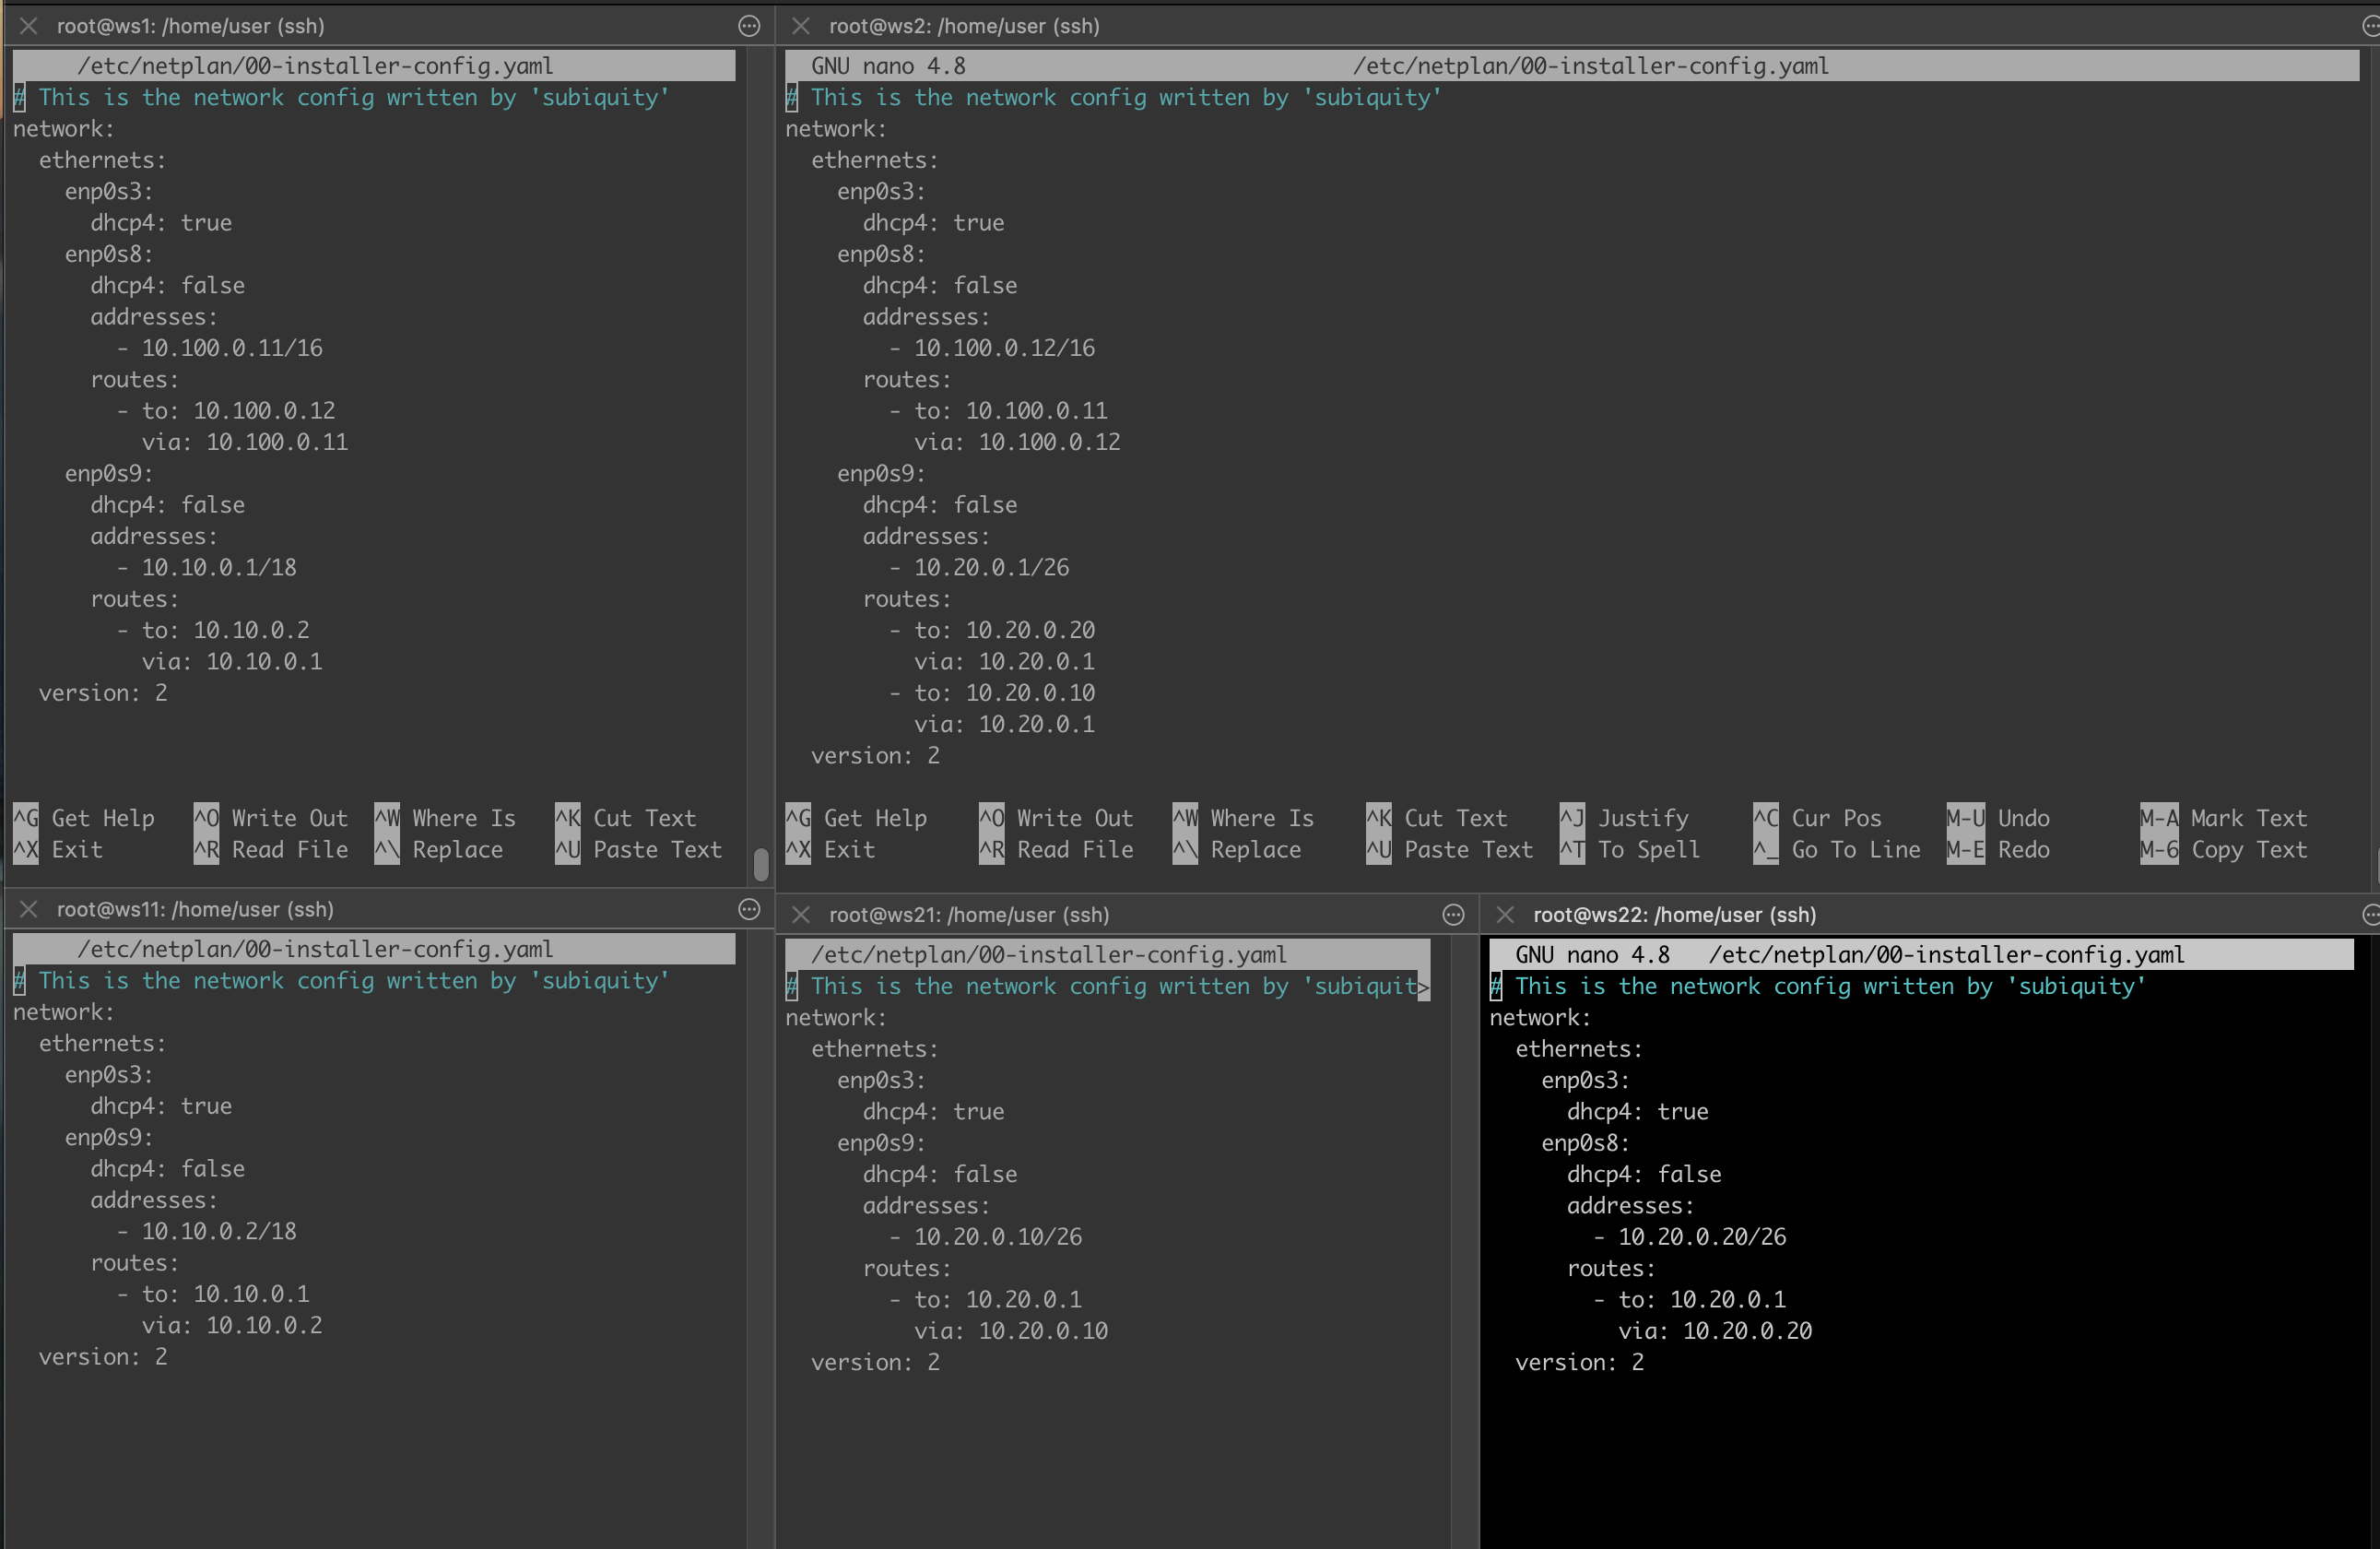 root@ws1: /home/user (ssh)
/etc/netplan/00-installer-config.yaml
# This is the network config written by 'subiquity'
network:
  ethernets:
    enp0s3:
      dhcp4: true
    enp0s8:
      dhcp4: false
      addresses:
        - 10.100.0.11/16
      routes:
        - to: 10.100.0.12
          via: 10.100.0.11
    enp0s9:
      dhcp4: false
      addresses:
        - 10.10.0.1/18
      routes:
        - to: 10.10.0.2
          via: 10.10.0.1
  version: 2
^G Get Help ^O Write Out ^W Where Is ^K Cut Text
^X Exit ^R Read File ^\ Replace ^U Paste Text
root@ws2: /home/user (ssh)
GNU nano 4.8 /etc/netplan/00-installer-config.yaml
# This is the network config written by 'subiquity'
network:
  ethernets:
    enp0s3:
      dhcp4: true
    enp0s8:
      dhcp4: false
      addresses:
        - 10.100.0.12/16
      routes:
        - to: 10.100.0.11
          via: 10.100.0.12
    enp0s9:
      dhcp4: false
      addresses:
        - 10.20.0.1/26
      routes:
        - to: 10.20.0.20
          via: 10.20.0.1
        - to: 10.20.0.10
          via: 10.20.0.1
  version: 2
^G Get Help ^O Write Out ^W Where Is ^K Cut Text ^J Justify ^C Cur Pos M-U Undo M-A Mark Text
^X Exit ^R Read File ^\ Replace ^U Paste Text ^T To Spell ^_ Go To Line M-E Redo M-6 Copy Text
root@ws11: /home/user (ssh)
/etc/netplan/00-installer-config.yaml
# This is the network config written by 'subiquity'
network:
  ethernets:
    enp0s3:
      dhcp4: true
    enp0s9:
      dhcp4: false
      addresses:
        - 10.10.0.2/18
      routes:
        - to: 10.10.0.1
          via: 10.10.0.2
  version: 2
root@ws21: /home/user (ssh)
/etc/netplan/00-installer-config.yaml
# This is the network config written by 'subiquit>
network:
  ethernets:
    enp0s3:
      dhcp4: true
    enp0s9:
      dhcp4: false
      addresses:
        - 10.20.0.10/26
      routes:
        - to: 10.20.0.1
          via: 10.20.0.10
  version: 2
root@ws22: /home/user (ssh)
GNU nano 4.8 /etc/netplan/00-installer-config.yaml
# This is the network config written by 'subiquity'
network:
  ethernets:
    enp0s3:
      dhcp4: true
    enp0s8:
      dhcp4: false
      addresses:
        - 10.20.0.20/26
      routes:
        - to: 10.20.0.1
          via: 10.20.0.20
  version: 2